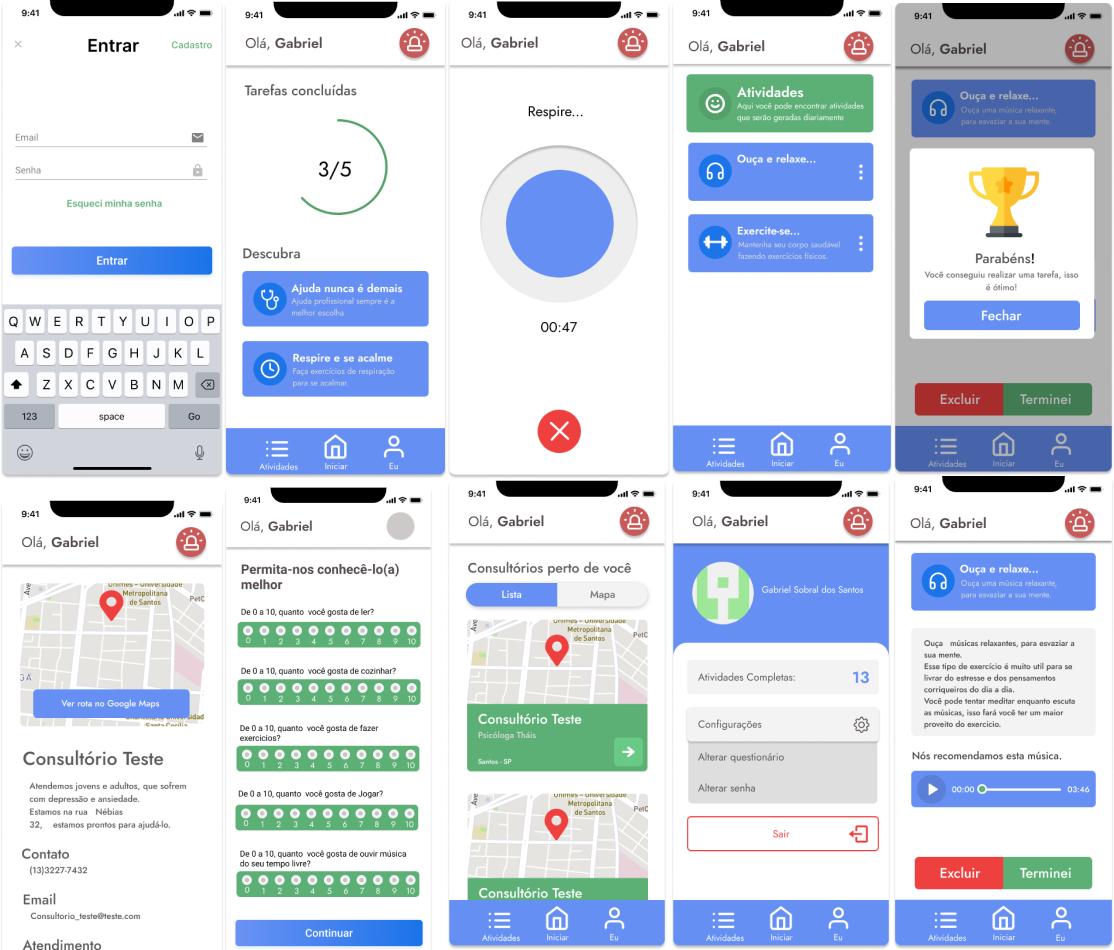 9:41
Entrar
Cadastro
Email
Senha
Esqueci minha senha
Entrar
Q W E R T Y U I O P
A S D F G H J K L
Z X C V B N M
123 space Go
9:41
Olá, Gabriel
Tarefas concluídas
3/5
Descubra
Ajuda nunca é demais
Ajuda profissional sempre é a
melhor escolha
Respire e se acalme
Faça exercícios de respiração
para se acalmar.
Atividades Iniciar Eu
9:41
Olá, Gabriel
Respire...
00:47
9:41
Olá, Gabriel
Atividades
Aqui você pode encontrar atividades
que serão geradas diariamente
Ouça e relaxe...
Exercite-se...
Mantenha seu corpo saudável
fazendo exercícios físicos.
Atividades Iniciar Eu
9:41
Olá, Gabriel
Ouça e relaxe...
Ouça uma música relaxante,
para esvaziar a sua mente.
Parabéns!
Você conseguiu realizar uma tarefa, isso
é ótimo!
Fechar
Excluir Terminei
Atividades Iniciar Eu
9:41
Olá, Gabriel
Metropolitana
de Santos
PetC
Ver rota no Google Maps
Consultório Teste
Atendemos jovens e adultos, que sofrem
com depressão e ansiedade.
Estamos na rua Nébias
32, estamos prontos para ajudá-lo.
Contato
(13)3227-7432
Email
Consultorio_teste@teste.com
Atendimento
9:41
Olá, Gabriel
Permita-nos conhecê-lo(a)
melhor
De 0 a 10, quanto você gosta de ler?
0 1 2 3 4 5 6 7 8 9 10
De 0 a 10, quanto você gosta de cozinhar?
0 1 2 3 4 5 6 7 8 9 10
De 0 a 10, quanto você gosta de fazer
exercicios?
0 1 2 3 4 5 6 7 8 9 10
De 0 a 10, quanto você gosta de Jogar?
0 1 2 3 4 5 6 7 8 9 10
De 0 a 10, quanto você gosta de ouvir música
do seu tempo livre?
0 1 2 3 4 5 6 7 8 9 10
Continuar
9:41
Olá, Gabriel
Consultórios perto de você
Lista Mapa
Metropolitana
de Santos
PetC
Consultório Teste
Psicóloga Tháis
Santos - SP
Metropolitana
de Santos
Consultório Teste
Atividades Iniciar Eu
9:41
Olá, Gabriel
Gabriel Sobral dos Santos
Atividades Completas: 13
Configurações
Alterar questionário
Alterar senha
Sair
Atividades Iniciar Eu
9:41
Olá, Gabriel
Ouça e relaxe...
Ouça uma música relaxante,
para esvaziar a sua mente.
Ouça músicas relaxantes, para esvaziar a
sua mente.
Esse tipo de exercício é muito util para se
livrar do estresse e dos pensamentos
corriqueiros do dia a dia.
Você pode tentar meditar enquanto escuta
as músicas, isso fará você ter um maior
proveito do exercício.
Nós recomendamos esta música.
00:00 03:46
Excluir Terminei
Atividades Iniciar Eu